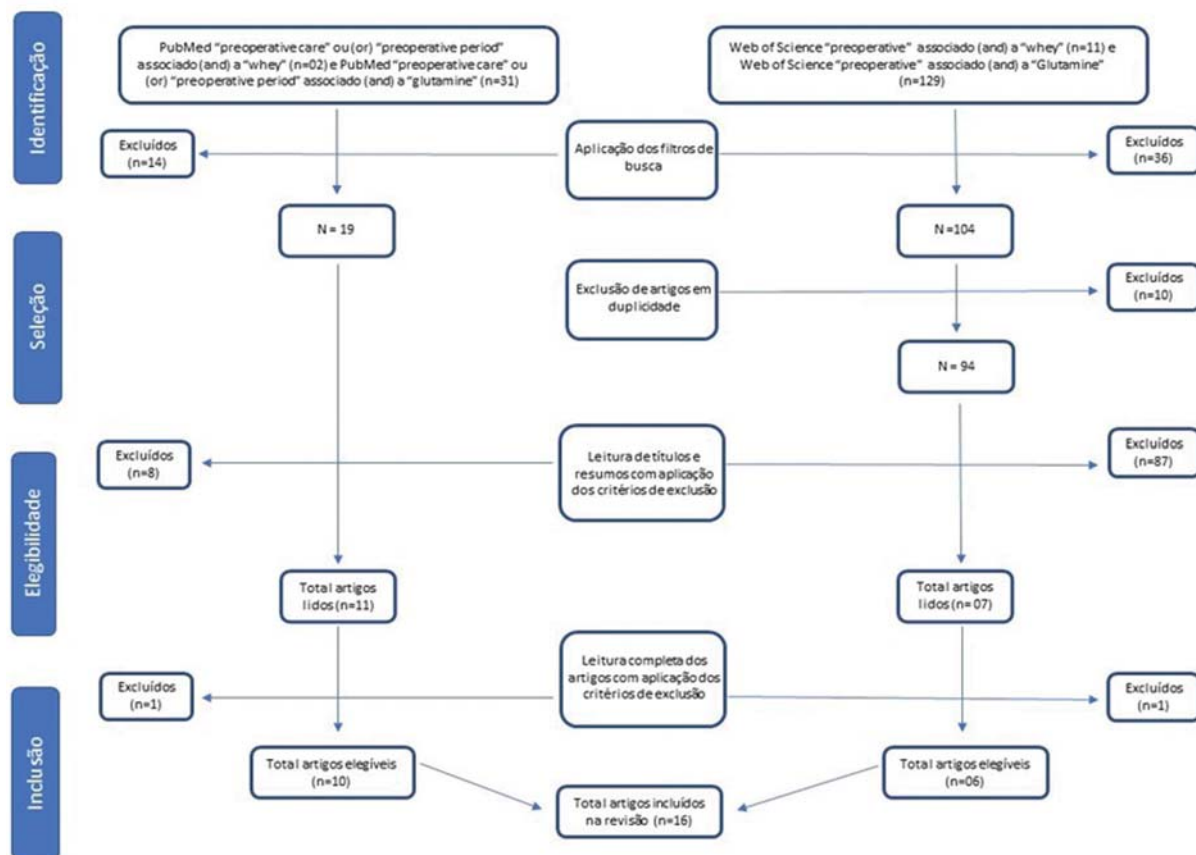 Identificação
PubMed “preoperative care” ou (or) “preoperative period”
associado (and) a “whey” (n=02) e PubMed “preoperative care” ou
(or) “preoperative period” associado (and) a “glutamine” (n=31)
Web of Science “preoperative” associado (and) a “whey” (n=11) e
Web of Science “preoperative” associado (and) a “Glutamine”
(n=129)
Excluídos
(n=14)
Aplicação dos filtros de
busca
Excluídos
(n=36)
Seleção
N = 19
N =104
Exclusão de artigos em
duplicidade
Excluídos
(n=10)
N = 94
Elegibilidade
Excluídos
(n=8)
Leitura de títulos e
resumos com aplicação
dos critérios de exclusão
Excluídos
(n=87)
Total artigos
lidos (n=11)
Total artigos
lidos (n= 07)
Inclusão
Excluídos
(n=1)
Leitura completa dos
artigos com aplicação dos
critérios de exclusão
Excluídos
(n=1)
Total artigos elegíveis
(n=10)
Total artigos elegíveis
(n=06)
Total artigos incluídos
na revisão (n=16)